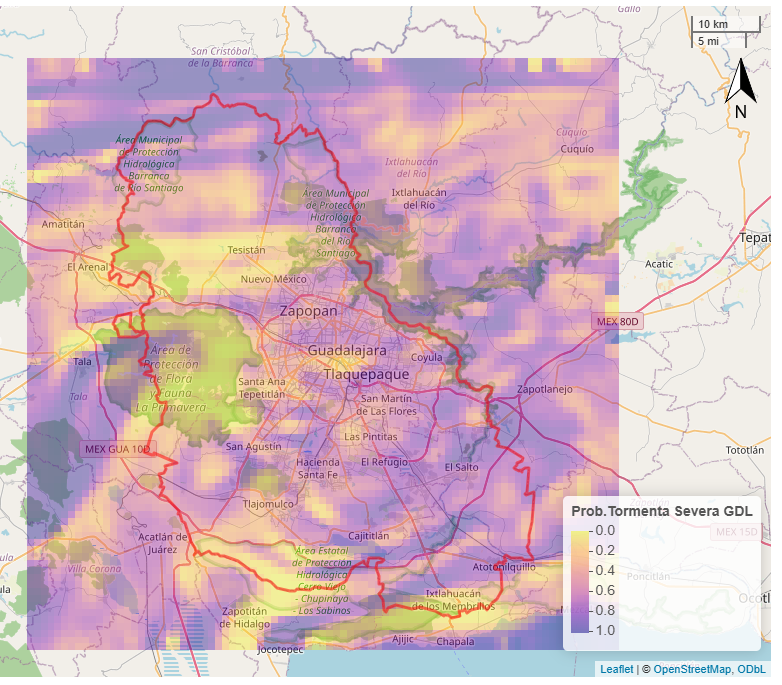 Gallo
San Cristóbal
de la Barranca
10 km
5 mi
N
Área Municipal
de Protección
Hidrológica
Barranca
de Río Santiago
Cuquío
Cuquío
Ixtlahuacán
del Río
Área Municipal
de Protección
Hidrológica
Barranca
del Río
Santiago
Ixtlahuacán
del Río
Amatitán
Tesistán
El Arenal
Nuevo México
Acatic
Tepat
Zapopan
MEX 80D
Guadalajara
Coyula
Tala
Área de
Protección
de Flora
y Fauna
La Primavera
Tlaquepaque
Santa Ana
Tepetitlán
Tala
Zapotlanejo
San Martín
de Las Flores
Las Pintitas
MEX GUA 10D
San Agustín
Tototlán
Hacienda
Santa Fe
El Refugio
El Salto
Tlajomulco
Prob.Tormenta Severa GDL
0.0
0.2
0.4
0.6
0.8
1.0
MEX 15D
Acatlán de
Juárez
Cajititlán
Área Estatal
de Protección
Hidrológica
Cerro Viejo
- Chupinaya
- Los Sabinos
Villa Corona
Atotonilquillo
Poncitlán
Ocotl
Ixtlahuacán
de los Membrillos
Zapotitán
de Hidalgo
Ajijic
Chapala
Jocotepec
Leaflet | © OpenStreetMap, ODbL